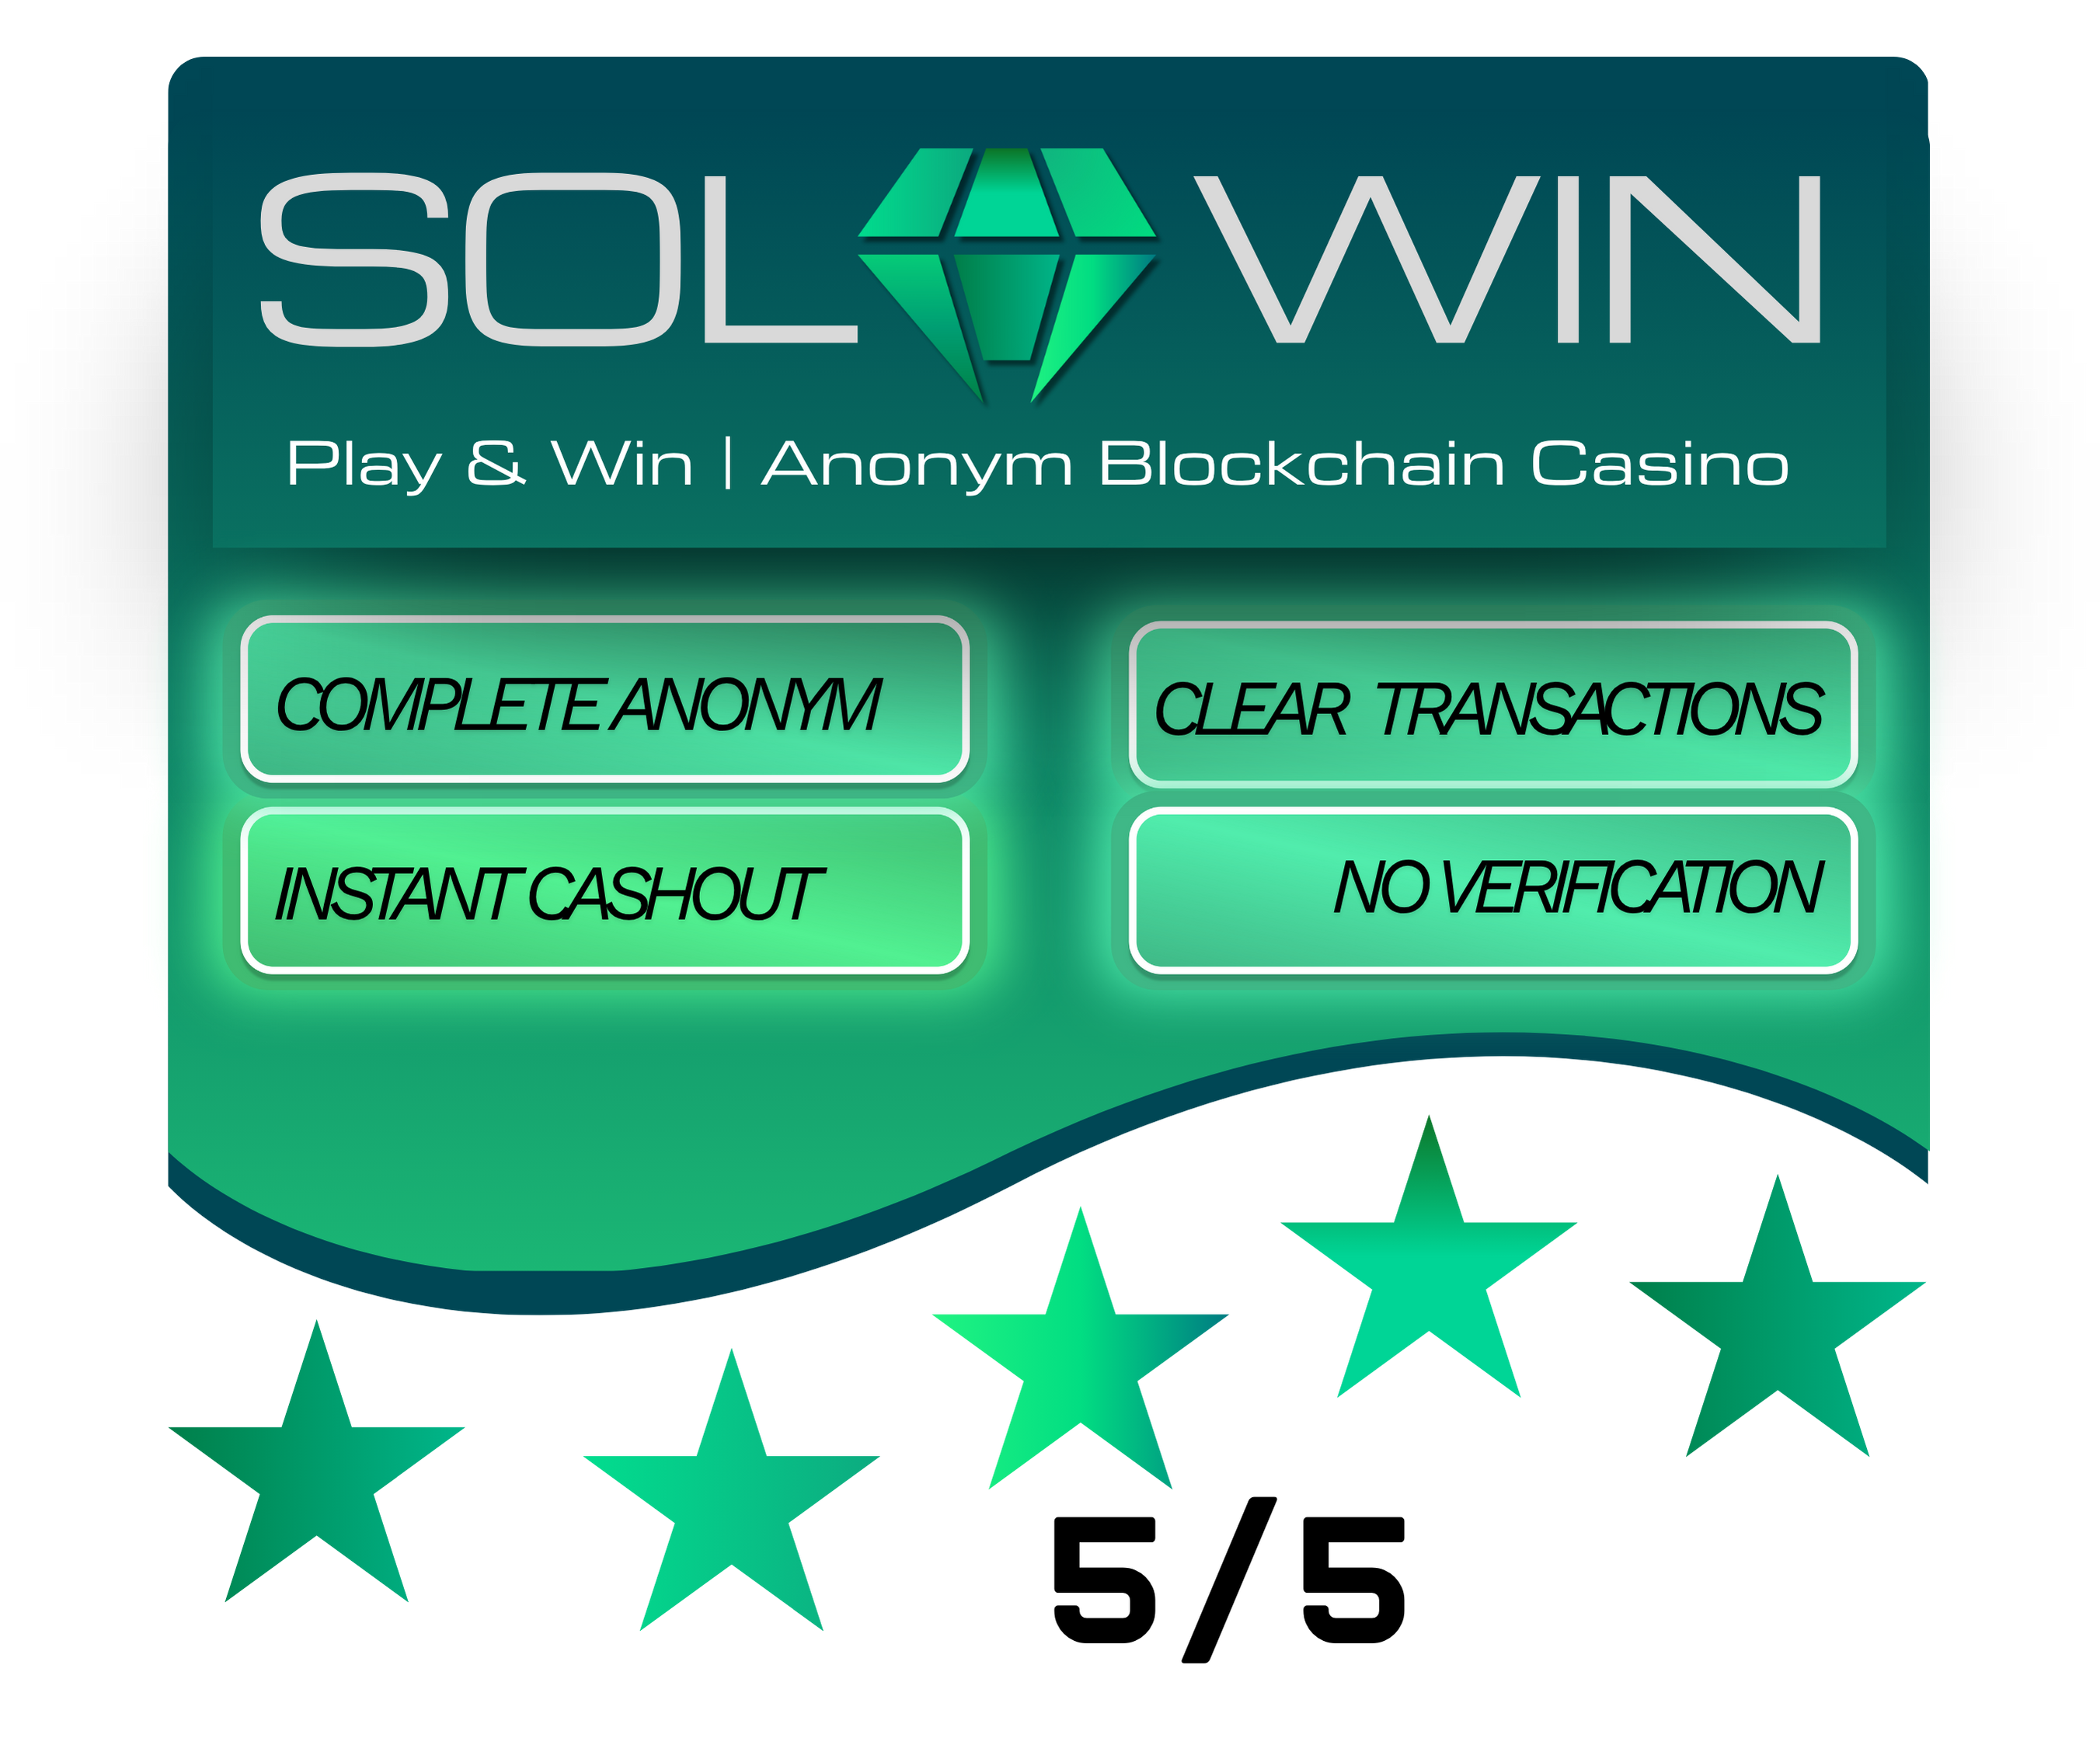 SOL WIN
Play & Win | Anonym Blockchain Casino
COMPLETE ANONYM
CLEAR TRANSACTIONS
INSTANT CASHOUT
NO VERIFICATION
5/5